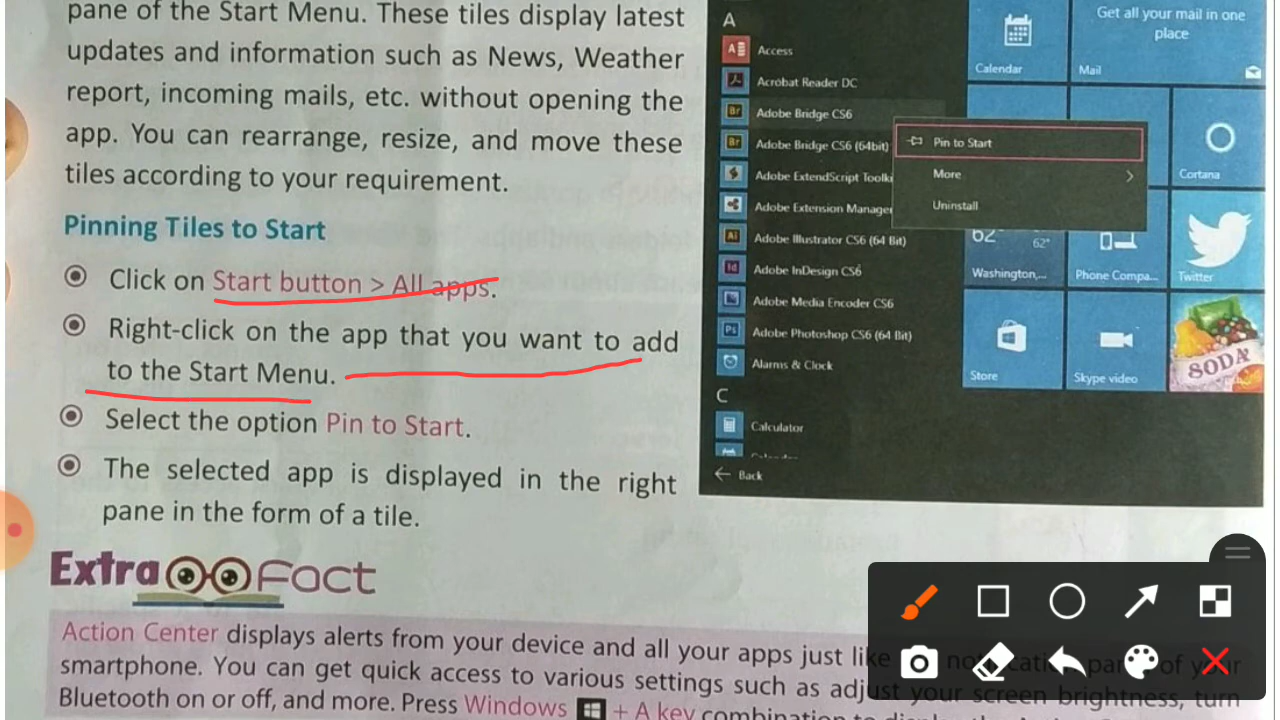 pane of the Start Menu. These tiles display latest
updates and information such as News, Weather
report, incoming mails, etc. without opening the
app. You can rearrange, resize, and move these
tiles according to your requirement.
Pinning Tiles to Start
Click on Start button > All apps.
Right-click on the app that you want to add
to the Start Menu.
Select the option Pin to Start.
The selected app is displayed in the right
pane in the form of a tile.
Extra Fact
Action Center displays alerts from your device and all your apps just like
smartphone. You can get quick access to various settings such as adjust your screen brightness, turn
Bluetooth on or off, and more. Press Windows + A key combination to display the
A
Access
Acrobat Reader DC
Adobe Bridge CS6
Adobe Bridge CS6 (64bit)
Adobe ExtendScript Toolki
Adobe Extension Manager
Adobe Illustrator CS6 (64 Bit)
Adobe InDesign CS6
Adobe Media Encoder CS6
Adobe Photoshop CS6 (64 Bit)
Alarms & Clock
C
Calculator
Back
Pin to Start
More
Uninstall
Get all your mail in one
place
Calendar
Mail
Cortana
62° 
Washington,...
Phone Compa...
Twitter
Store
Skype video
SODA